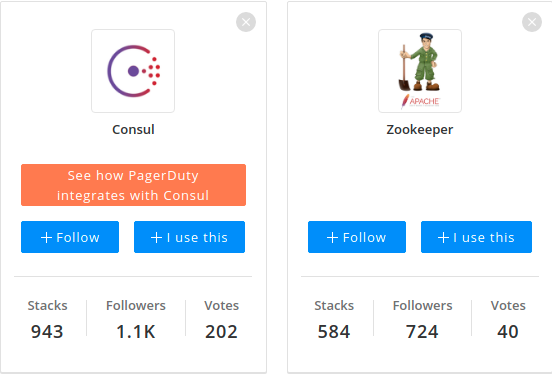 Consul
See how PagerDuty
integrates with Consul
+ Follow
+ I use this
Stacks
Followers
Votes
943
1.1K
202
APACHE
Zookeeper
+ Follow
+ I use this
Stacks
Followers
Votes
584
724
40